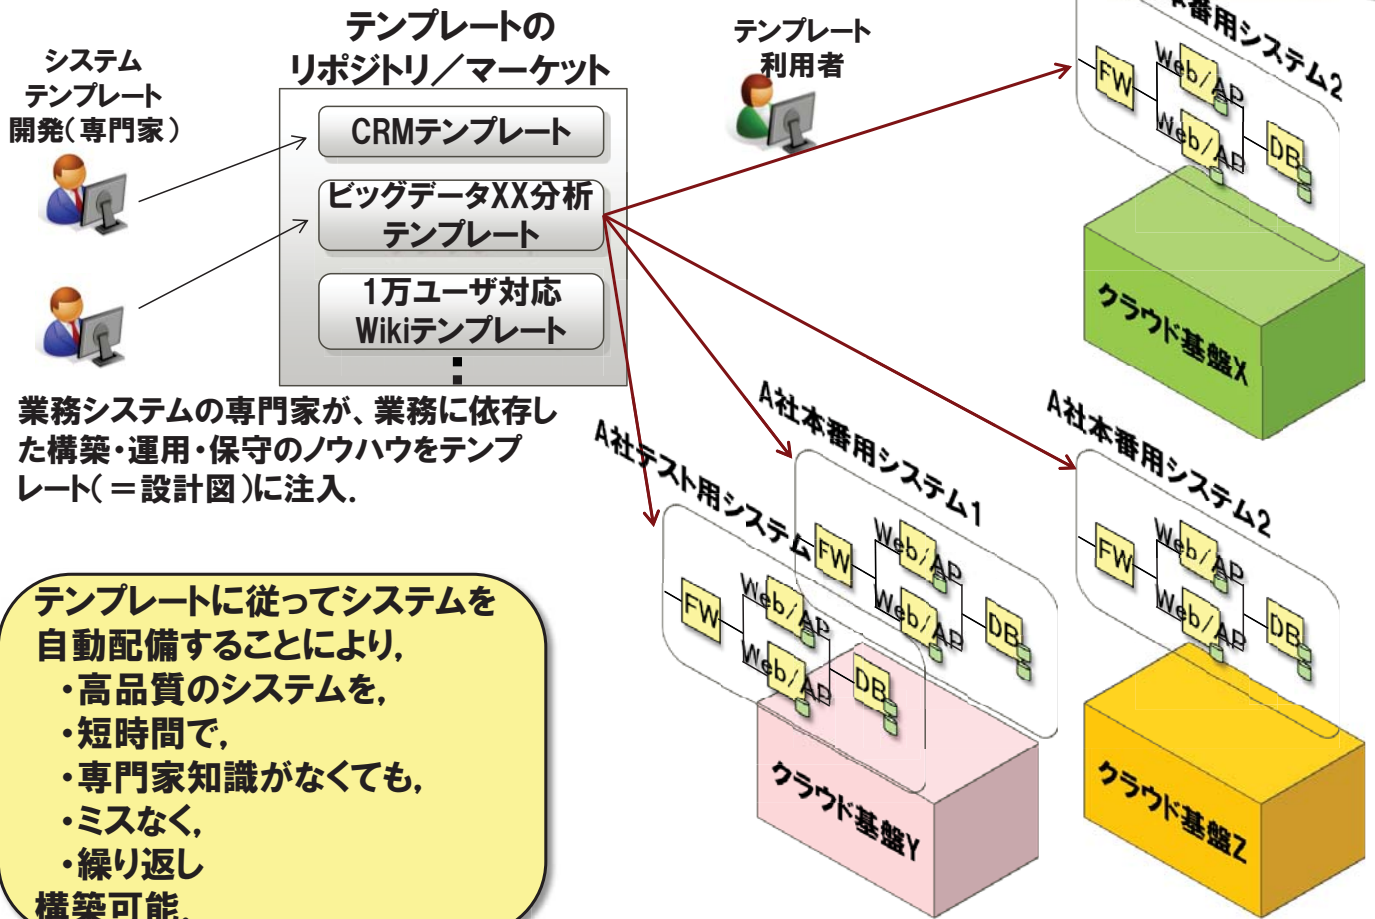 システム
テンプレート
開発(専門家)
テンプレートの
リポジトリ/マーケット
CRMテンプレート
ビッグデータXX分析
テンプレート
1万ユーザ対応
Wikiテンプレート
テンプレート
利用者
業務システムの専門家が、業務に依存し
た構築・運用・保守のノウハウをテンプ
レート(=設計図)に注入.
テンプレートに従ってシステムを
自動配備することにより,
・高品質のシステムを,
・短時間で,
・専門家知識がなくても,
・ミスなく,
・繰り返し
構築可能.
番用システム2
FW
Web/AP
Web/AP
DB
クラウド基盤X
A社テスト用システム
FW
Web/AP
Web/AP
DB
A社本番用システム1
FW
Web/AP
Web/AP
DB
クラウド基盤Y
A社本番用システム2
FW
Web/AP
Web/AP
DB
クラウド基盤Z